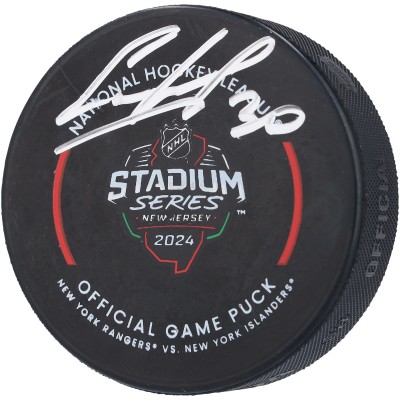 NATIONAL HOCKEY LEAGUE
NHL
STADIUM
SERIES™
NEW JERSEY
2024
OFFICIAL GAME PUCK
NEW YORK RANGERS® VS. NEW YORK ISLANDERS®
OFFICIAL